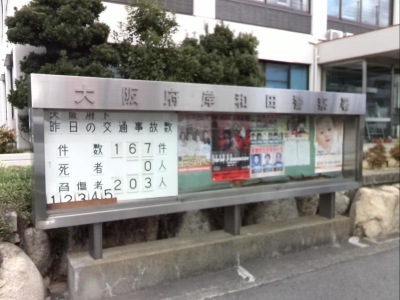 大阪府岸和田警察署
大阪府下
昨日の交通事故数
件数 167件
死者 0人
負傷者 203人
12345